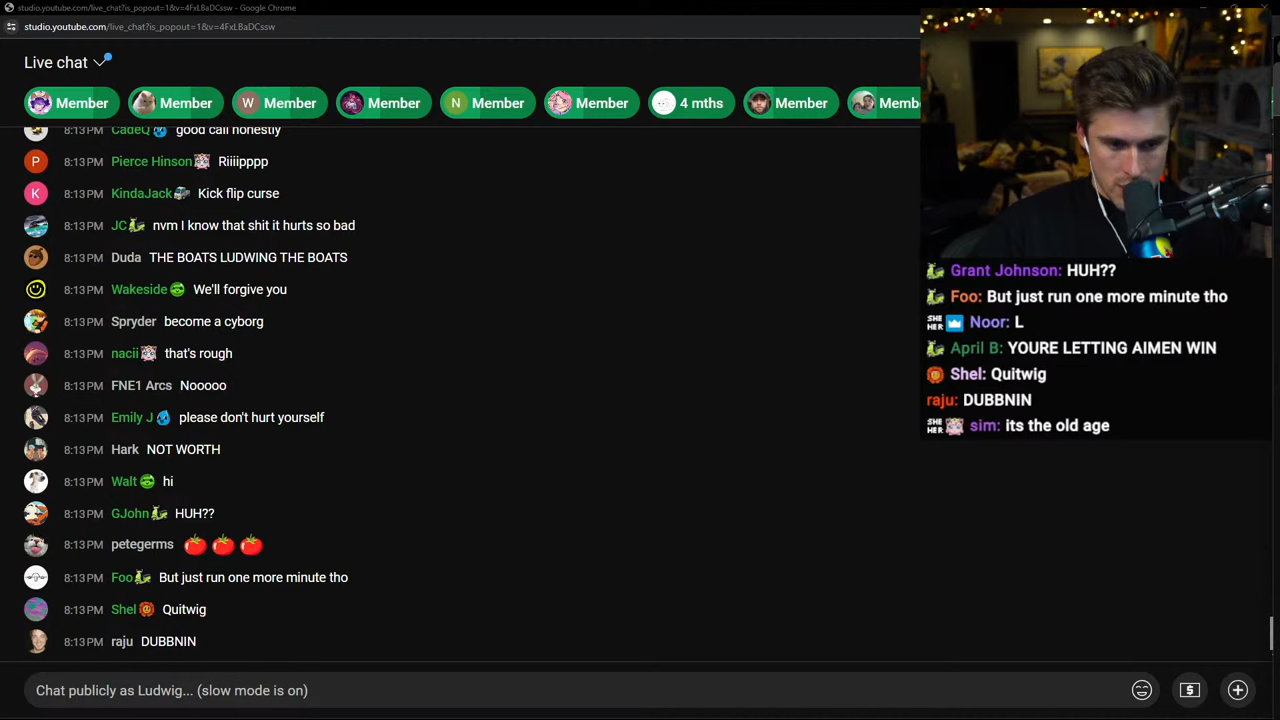 studio.youtube.com/live_chat?is_popout=1&v=4FxLBaDCssw - Google Chrome
studio.youtube.com/live_chat?is_popout=1&v=4FxLBaDCssw
Live chat
Member
Member
W Member
Member
N Member
Member
4 mths
Member
Memb
CadeQ good call honestly
P 8:13 PM Pierce Hinson Riiiipppp
K 8:13 PM KindaJack Kick flip curse
8:13 PM JC nvm I know that shit it hurts so bad
8:13 PM Duda THE BOATS LUDWING THE BOATS
8:13 PM Wakeside We'll forgive you
8:13 PM Spryder become a cyborg
8:13 PM nacii that's rough
8:13 PM FNE1 Arcs Nooooo
8:13 PM Emily J please don't hurt yourself
8:13 PM Hark NOT WORTH
8:13 PM Walt hi
8:13 PM GJohn HUH??
8:13 PM petegerms 🍅 🍅 🍅
8:13 PM Foo But just run one more minute tho
8:13 PM Shel Quitwig
8:13 PM raju DUBBNIN
Chat publicly as Ludwig... (slow mode is on)
Grant Johnson: HUH??
Foo: But just run one more minute tho
SHE HER Noor: L
April B: YOURE LETTING AIMEN WIN
Shel: Quitwig
raju: DUBBNIN
SHE HER sim: its the old age